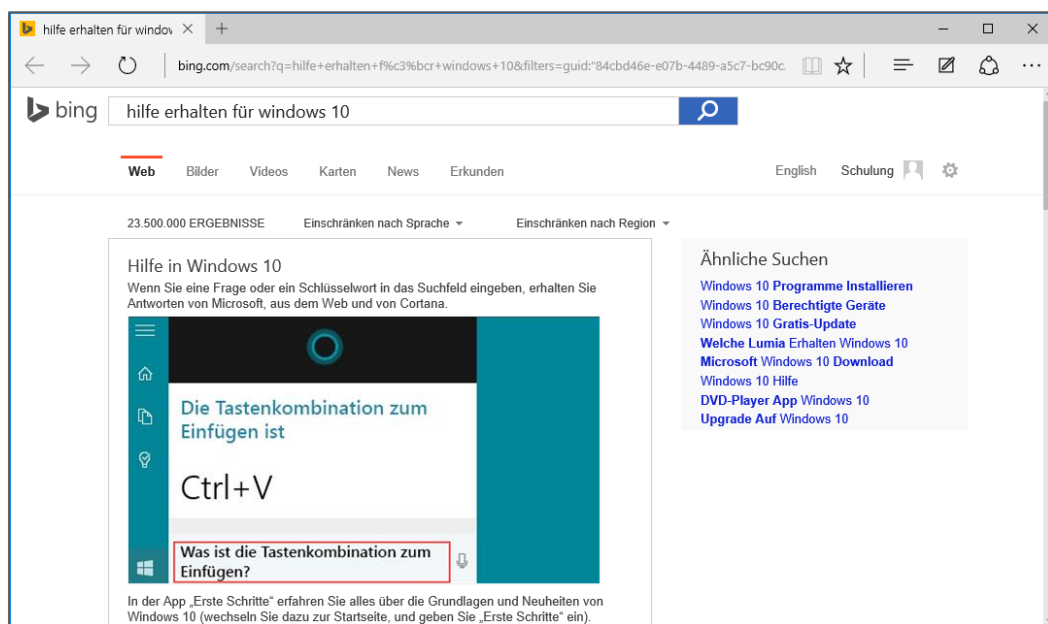 hilfe erhalten für window
bing.com/search?q=hilfe+erhalten+f%c3%bcr+windows+10&filters=guid:"84cbd46e-e07b-4489-a5c7-bc90c
bing
hilfe erhalten für windows 10
Web Bilder Videos Karten News Erkunden English Schulung
23.500.000 ERGEBNISSE Einschränken nach Sprache Einschränken nach Region
Hilfe in Windows 10
Wenn Sie eine Frage oder ein Schlüsselwort in das Suchfeld eingeben, erhalten Sie
Antworten von Microsoft, aus dem Web und von Cortana.
Die Tastenkombination zum
Einfügen ist
Ctrl+V
Was ist die Tastenkombination zum
Einfügen?
In der App „Erste Schritte“ erfahren Sie alles über die Grundlagen und Neuheiten von
Windows 10 (wechseln Sie dazu zur Startseite, und geben Sie „Erste Schritte“ ein).
Ähnliche Suchen
Windows 10 Programme Installieren
Windows 10 Berechtigte Geräte
Windows 10 Gratis-Update
Welche Lumia Erhalten Windows 10
Microsoft Windows 10 Download
Windows 10 Hilfe
DVD-Player App Windows 10
Upgrade Auf Windows 10